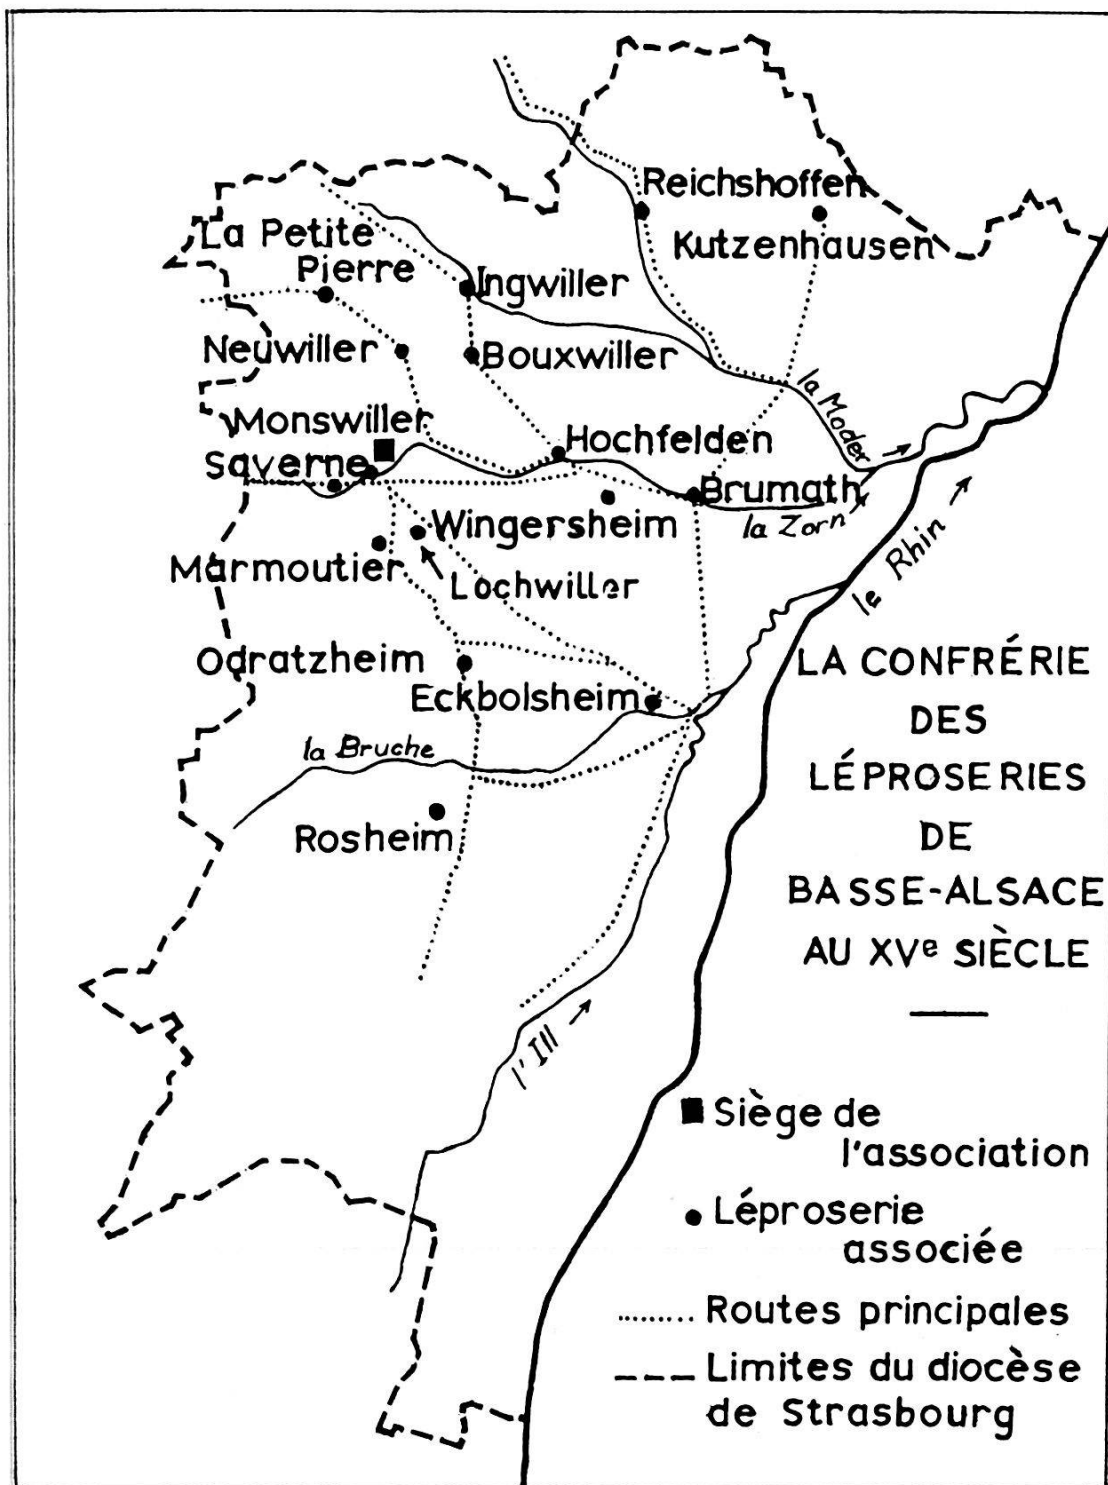 Reichshoffen
Kutzenhausen
La Petite
Pierre
Ingwiller
Neuwiller
Bouxwiller
la Moder
Monswiller
Hochfelden
Saverne
Brumath
Wingersheim
la Zorn
Marmoutier
Lochwiller
le Rhin
Odratzheim
Eckbolsheim
la Bruche
Rosheim
l'Ill
LA CONFRÉRIE
DES
LÉPROSERIES
DE
BASSE-ALSACE
AU XVe SIÈCLE
Siège de
l'association
Léproserie
associée
Routes principales
Limites du diocèse
de Strasbourg